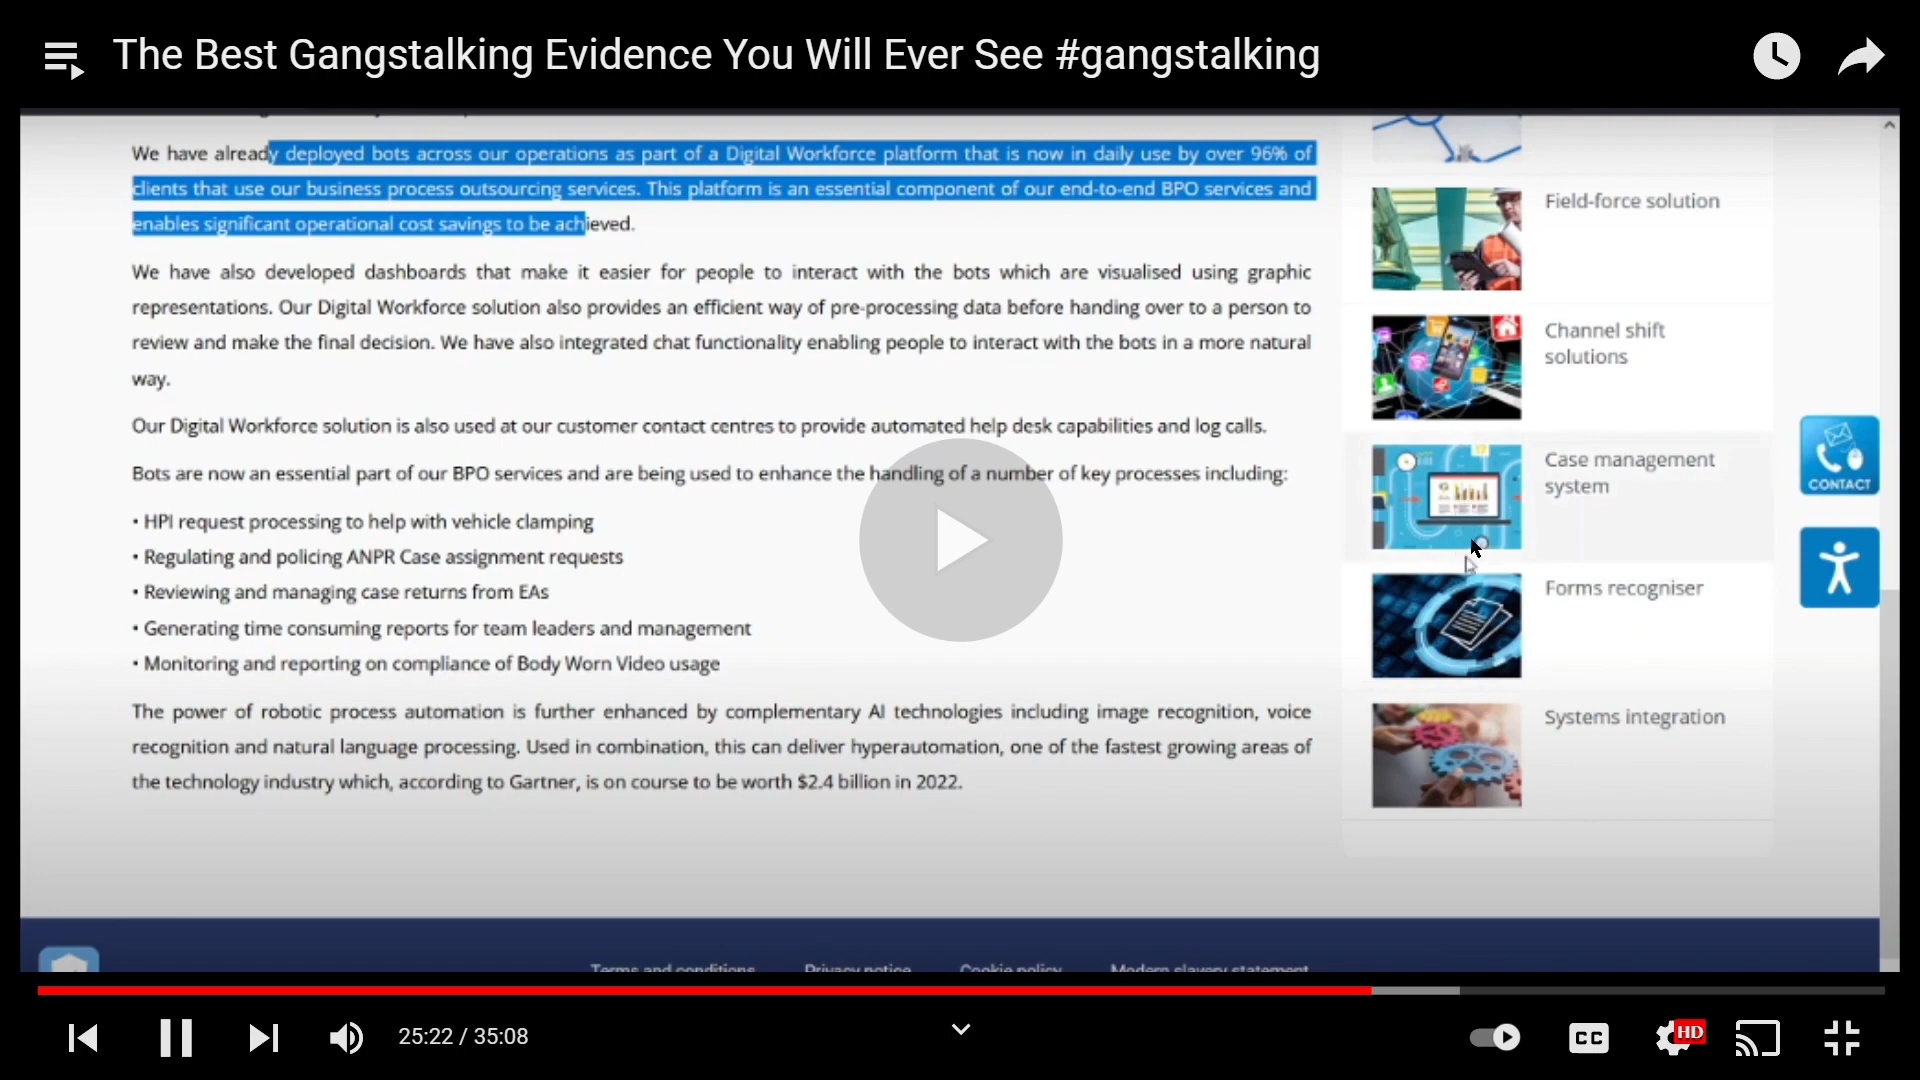 The Best Gangstalking Evidence You Will Ever See #gangstalking
We have already deployed bots across our operations as part of a Digital Workforce platform that is now in daily use by over 96% of
clients that use our business process outsourcing services. This platform is an essential component of our end-to-end BPO services and
enables significant operational cost savings to be achieved.
We have also developed dashboards that make it easier for people to interact with the bots which are visualised using graphic
representations. Our Digital Workforce solution also provides an efficient way of pre-processing data before handing over to a person to
review and make the final decision. We have also integrated chat functionality enabling people to interact with the bots in a more natural
way.
Our Digital Workforce solution is also used at our customer contact centres to provide automated help desk capabilities and log calls.
Bots are now an essential part of our BPO services and are being used to enhance the handling of a number of key processes including:
• HPI request processing to help with vehicle clamping
• Regulating and policing ANPR Case assignment requests
• Reviewing and managing case returns from EAs
• Generating time consuming reports for team leaders and management
• Monitoring and reporting on compliance of Body Worn Video usage
The power of robotic process automation is further enhanced by complementary AI technologies including image recognition, voice
recognition and natural language processing. Used in combination, this can deliver hyperautomation, one of the fastest growing areas of
the technology industry which, according to Gartner, is on course to be worth $2.4 billion in 2022.
Field-force solution
Channel shift
solutions
Case management
system
Forms recogniser
Systems integration
CONTACT
Terms and conditions Privacy notice Cookie policy Modern slavery statement
25:22 / 35:08
CC
HD